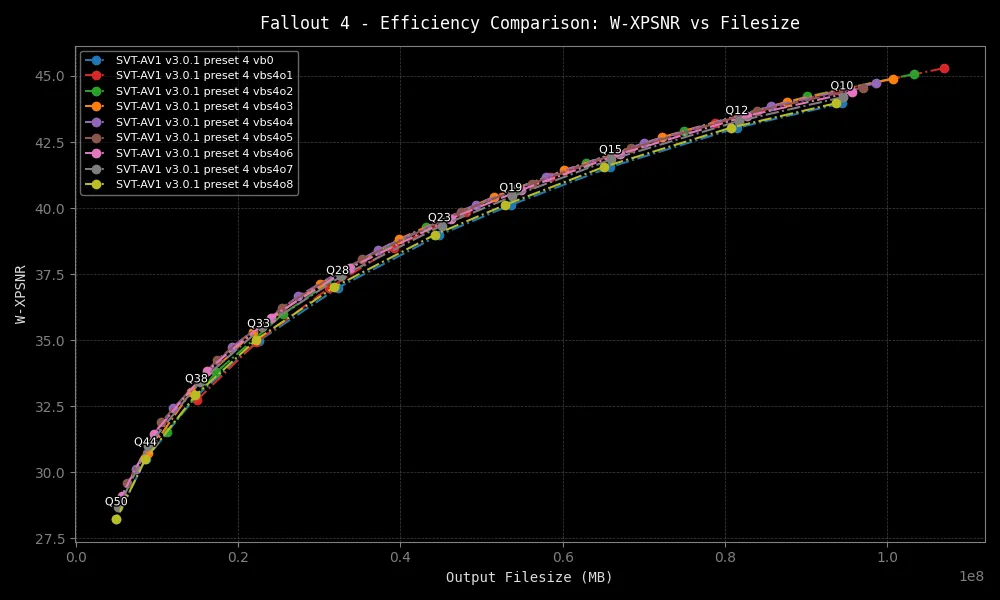 Fallout 4 - Efficiency Comparison: W-XPSNR vs Filesize
SVT-AV1 v3.0.1 preset 4 vb0
SVT-AV1 v3.0.1 preset 4 vbs4o1
SVT-AV1 v3.0.1 preset 4 vbs4o2
SVT-AV1 v3.0.1 preset 4 vbs4o3
SVT-AV1 v3.0.1 preset 4 vbs4o4
SVT-AV1 v3.0.1 preset 4 vbs4o5
SVT-AV1 v3.0.1 preset 4 vbs4o6
SVT-AV1 v3.0.1 preset 4 vbs4o7
SVT-AV1 v3.0.1 preset 4 vbs4o8
W-XPSNR
45.0
42.5
40.0
37.5
35.0
32.5
30.0
27.5
Q10
Q12
Q15
Q19
Q23
Q28
Q33
Q38
Q44
Q50
0.0 0.2 0.4 0.6 0.8 1.0
1e8
Output Filesize (MB)